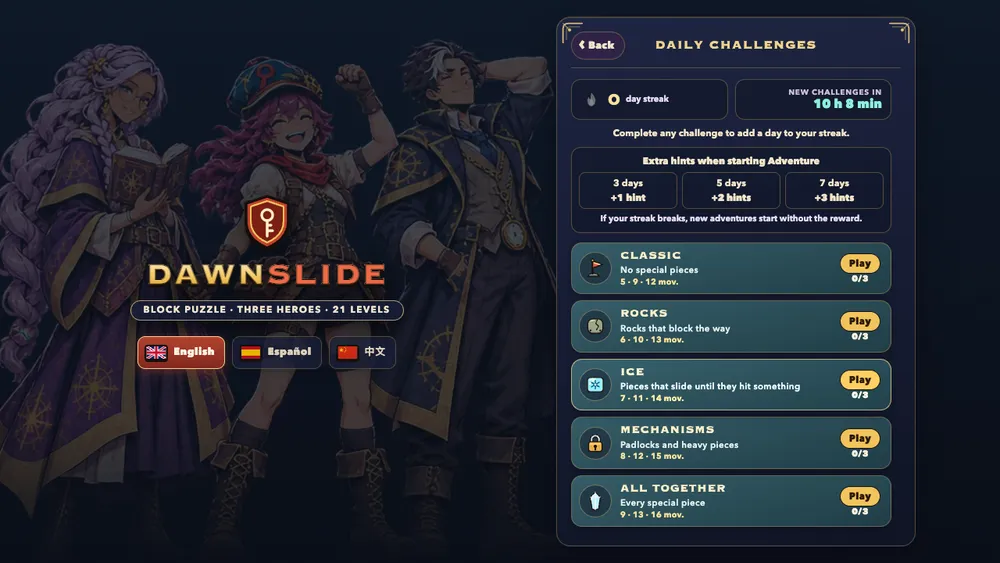 DAWNSLIDE
BLOCK PUZZLE · THREE HEROES · 21 LEVELS
English
Español
中文
Back
DAILY CHALLENGES
0 day streak
NEW CHALLENGES IN
10 h 8 min
Complete any challenge to add a day to your streak.
Extra hints when starting Adventure
3 days
+1 hint
5 days
+2 hints
7 days
+3 hints
If your streak breaks, new adventures start without the reward.
CLASSIC
No special pieces
5 · 9 · 12 mov.
Play
0/3
ROCKS
Rocks that block the way
6 · 10 · 13 mov.
Play
0/3
ICE
Pieces that slide until they hit something
7 · 11 · 14 mov.
Play
0/3
MECHANISMS
Padlocks and heavy pieces
8 · 12 · 15 mov.
Play
0/3
ALL TOGETHER
Every special piece
9 · 13 · 16 mov.
Play
0/3